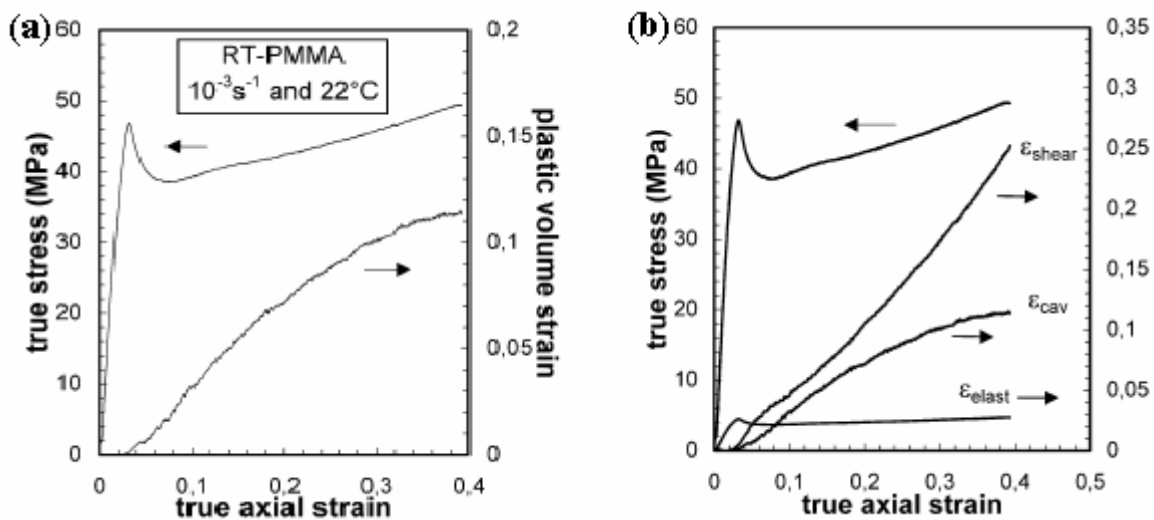 (a)
60
50
40
30
20
10
0
true stress (MPa)
RT-PMMA
10⁻³s⁻¹ and 22°C
0,2
0,15
0,1
0,05
0
plastic volume strain
0 0,1 0,2 0,3 0,4
true axial strain
(b)
60
50
40
30
20
10
0
true stress (MPa)
0,35
0,3
0,25
0,2
0,15
0,1
0,05
0
εshear
εcav
εelast
0 0,1 0,2 0,3 0,4 0,5
true axial strain